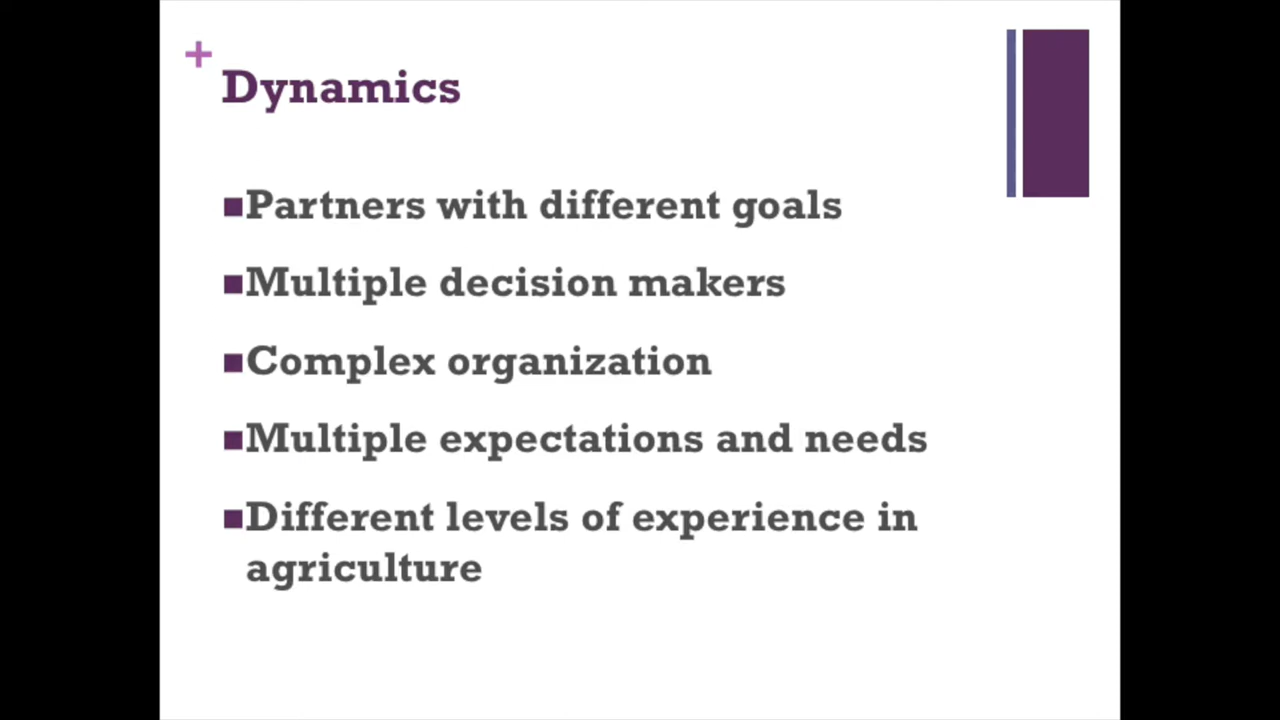 +
Dynamics
■Partners with different goals
■Multiple decision makers
■Complex organization
■Multiple expectations and needs
■Different levels of experience in
agriculture